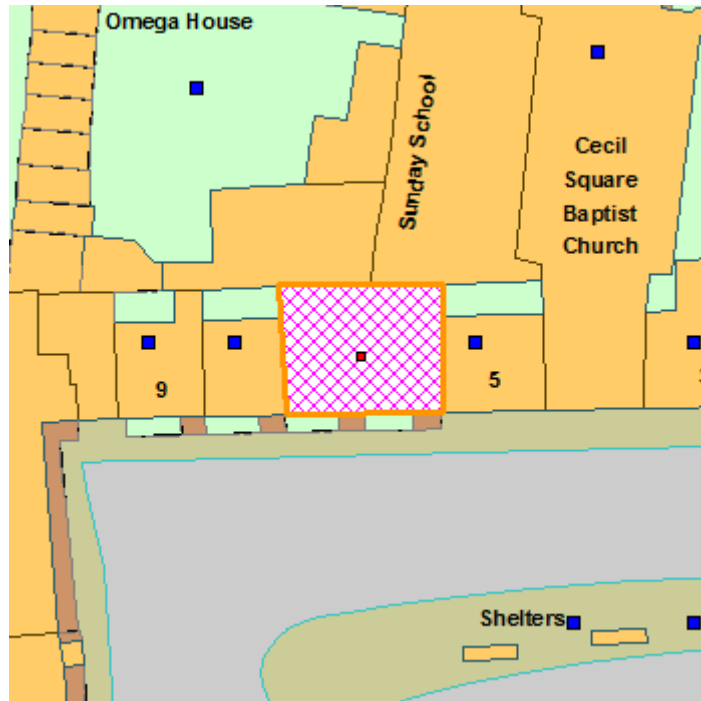 Omega House
Sunday School
Cecil
Square
Baptist
Church
9
5
Shelters